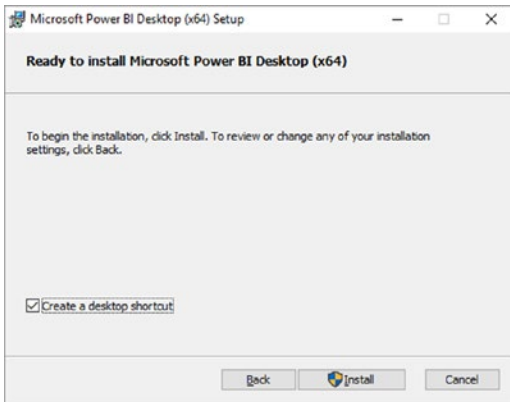 Microsoft Power BI Desktop (x64) Setup
Ready to install Microsoft Power BI Desktop (x64)
To begin the installation, click Install. To review or change any of your installation
settings, click Back.
Create a desktop shortcut
Back Install Cancel